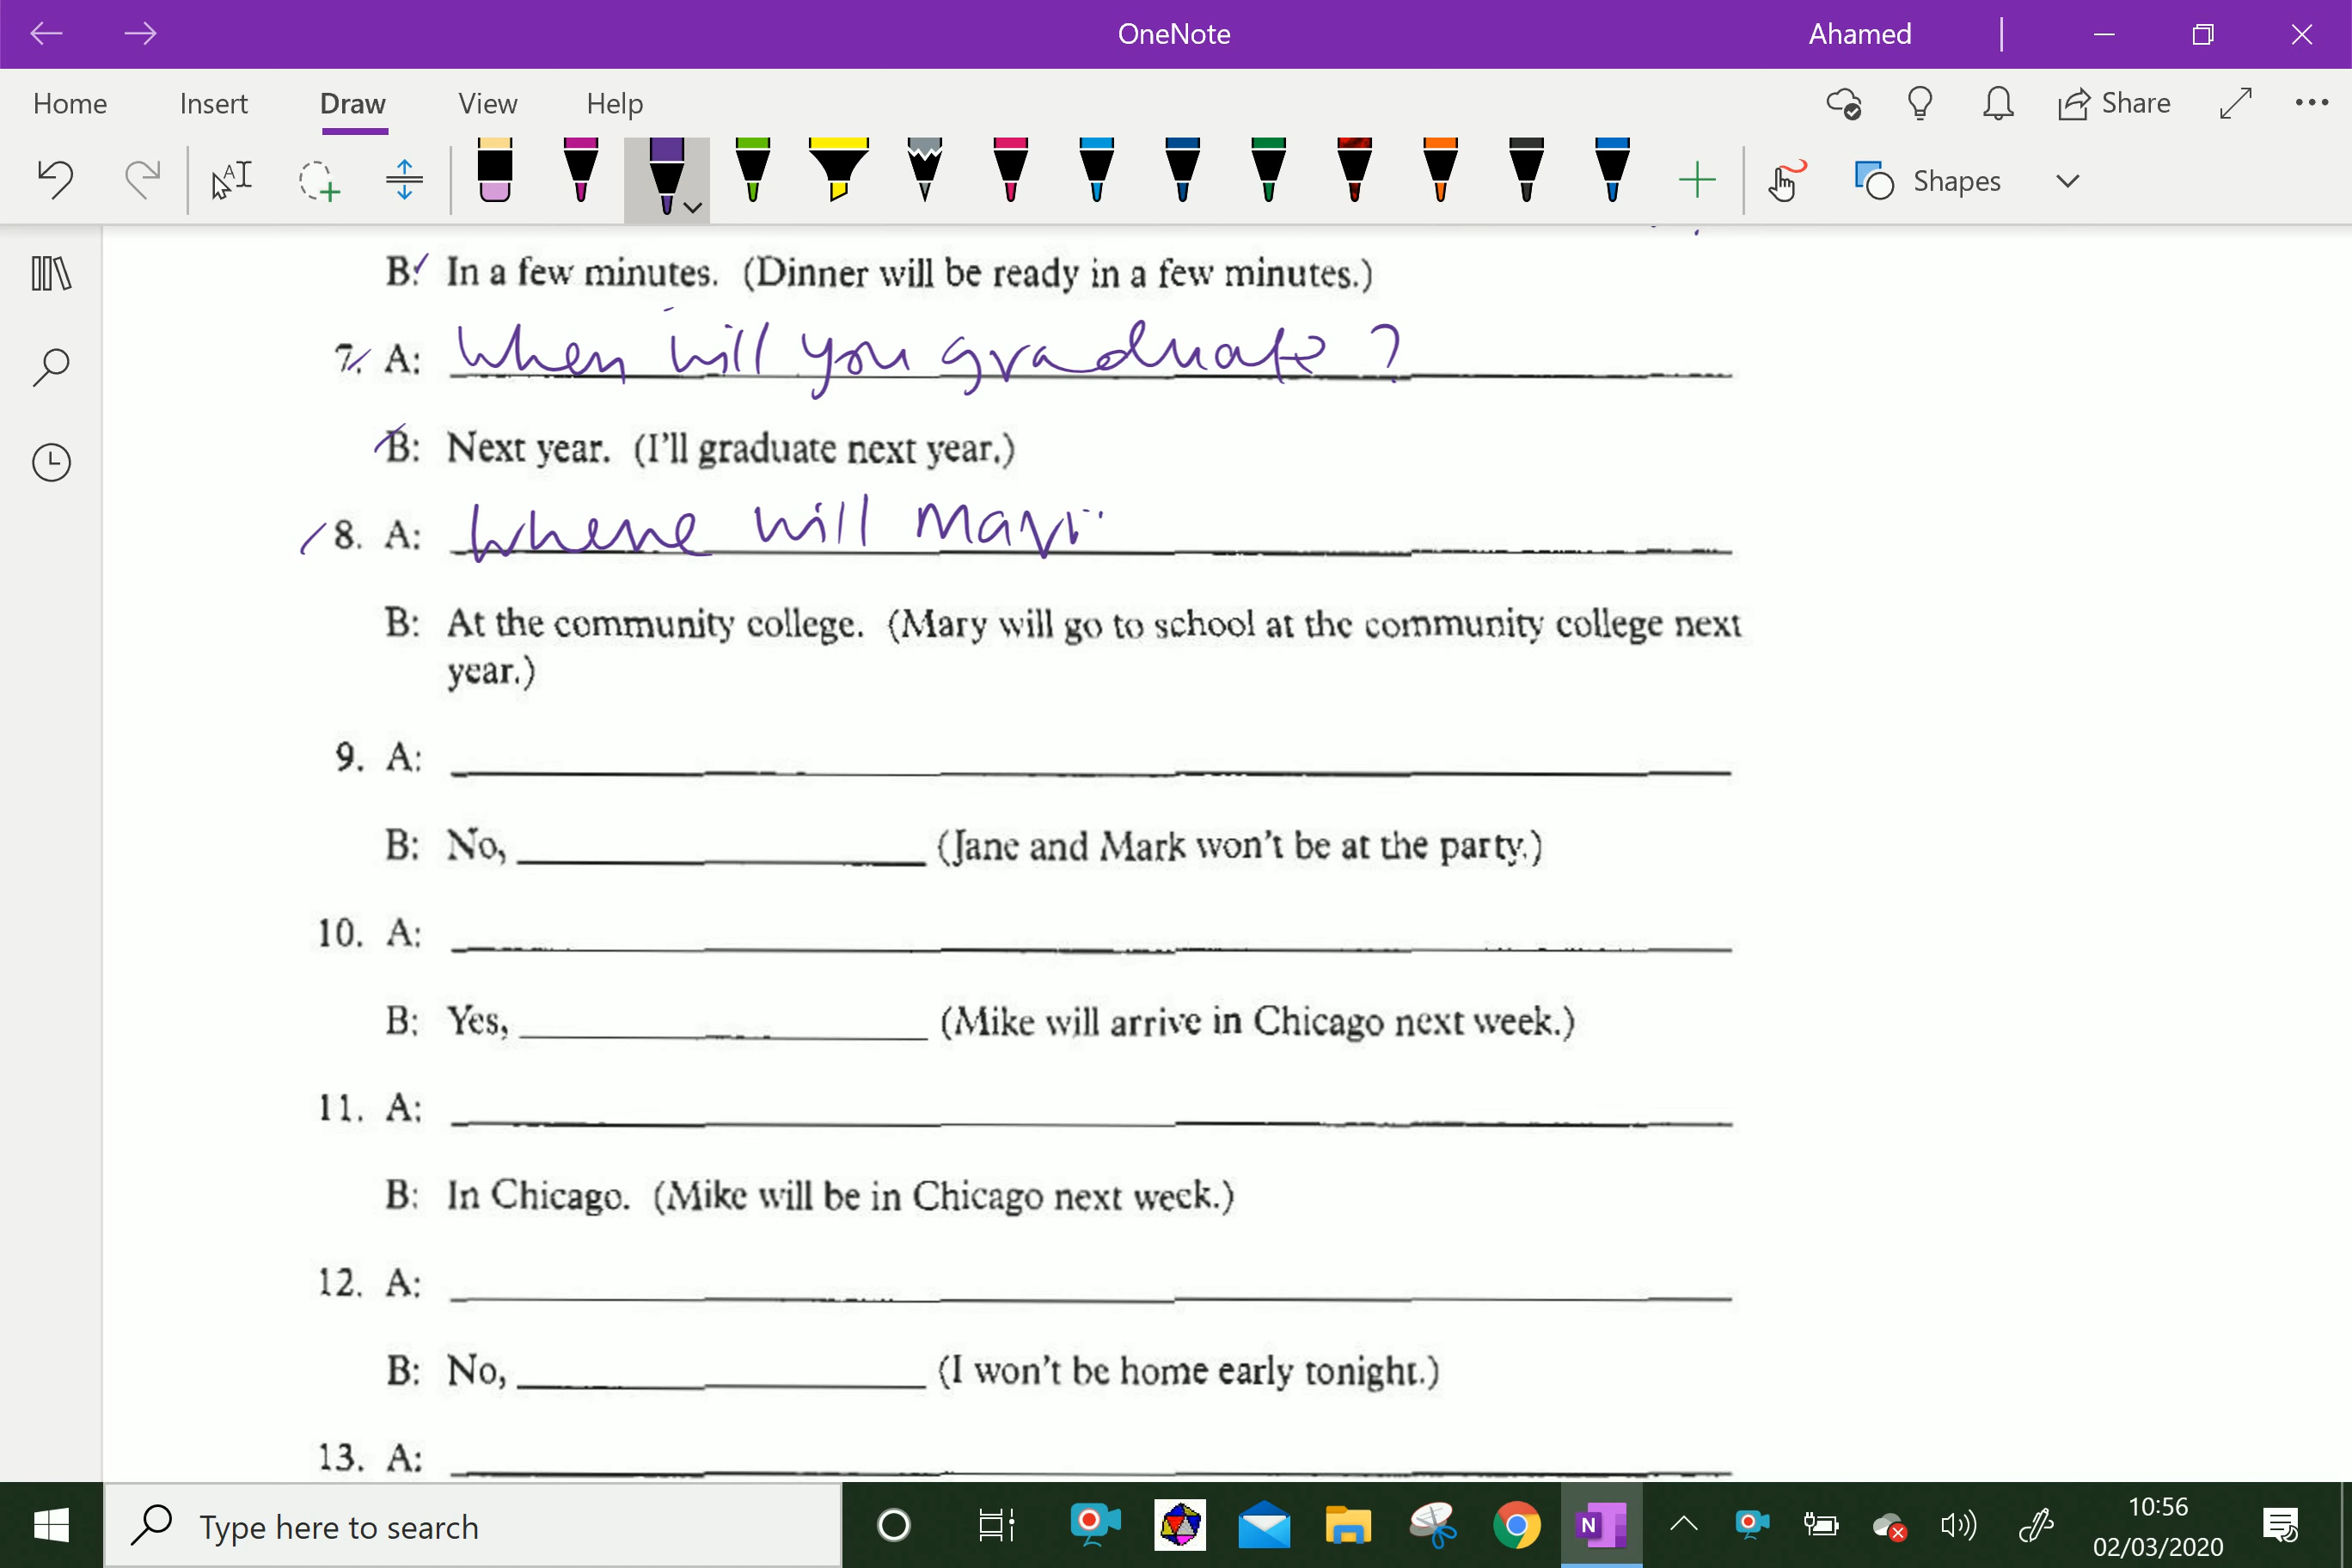 OneNote
Ahamed
Home Insert Draw View Help
Share
Shapes
B: In a few minutes. (Dinner will be ready in a few minutes.)
7. A: When will you graduate ?
B: Next year. (I'll graduate next year.)
8. A: Where will Mary
B: At the community college. (Mary will go to school at the community college next
year.)
9. A:
B: No, (Jane and Mark won't be at the party.)
10. A:
B: Yes, (Mike will arrive in Chicago next week.)
11. A:
B: In Chicago. (Mike will be in Chicago next week.)
12. A:
B: No, (I won't be home early tonight.)
13. A:
Type here to search
N
10:56
02/03/2020